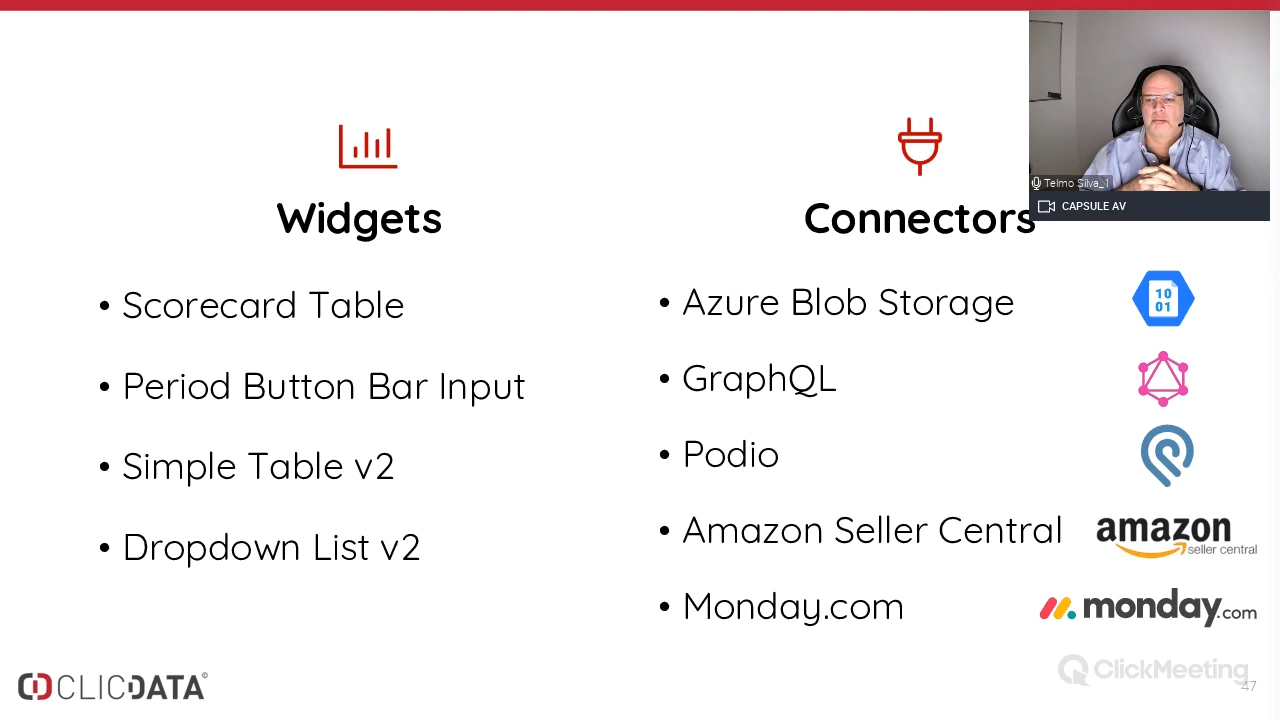 Telmo Silva_1
CAPSULE AV
Widgets
• Scorecard Table
• Period Button Bar Input
• Simple Table v2
• Dropdown List v2
Connectors
• Azure Blob Storage
10
01
• GraphQL
• Podio
• Amazon Seller Central
amazon
seller central
• Monday.com
monday.com
CLICDATA®
ClickMeeting
47